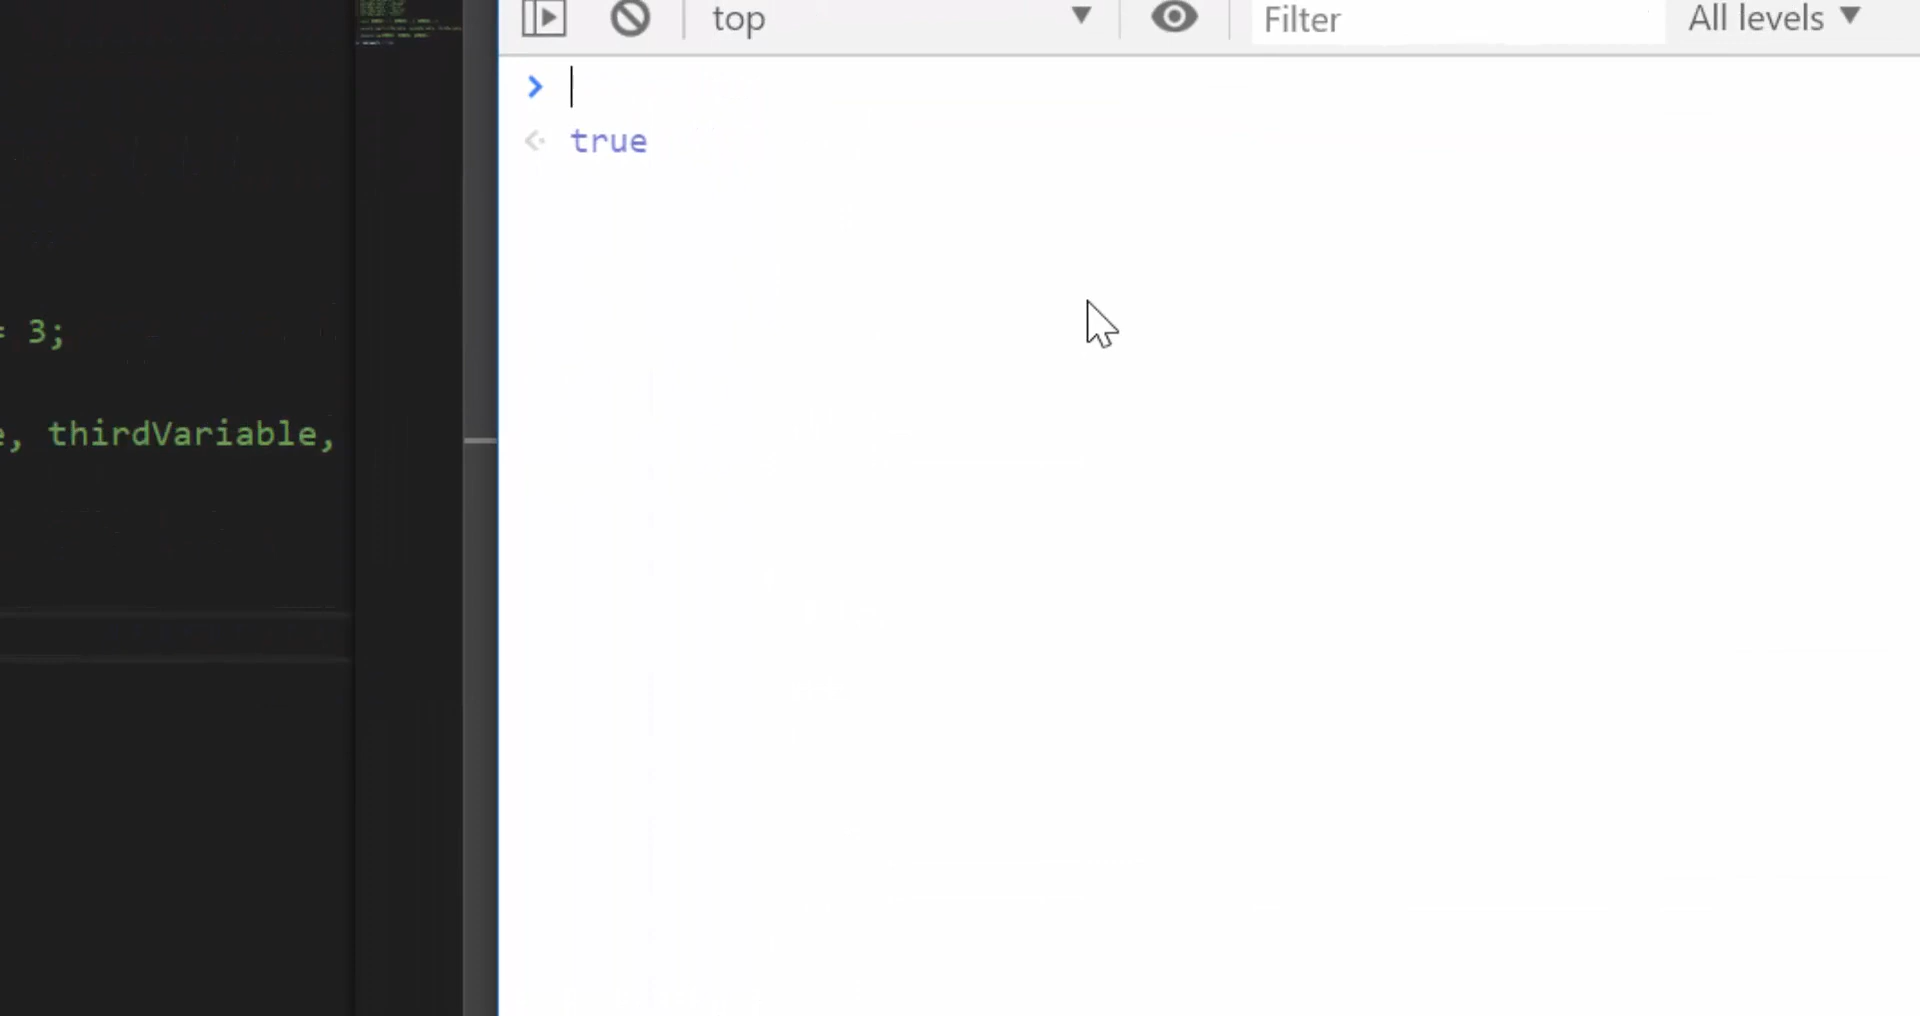 top Filter All levels
true
= 3;
e, thirdVariable,